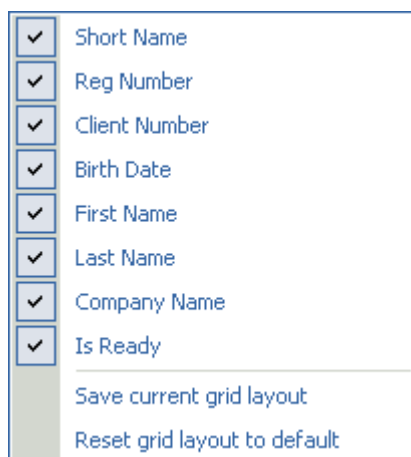 Short Name
Reg Number
Client Number
Birth Date
First Name
Last Name
Company Name
Is Ready
Save current grid layout
Reset grid layout to default